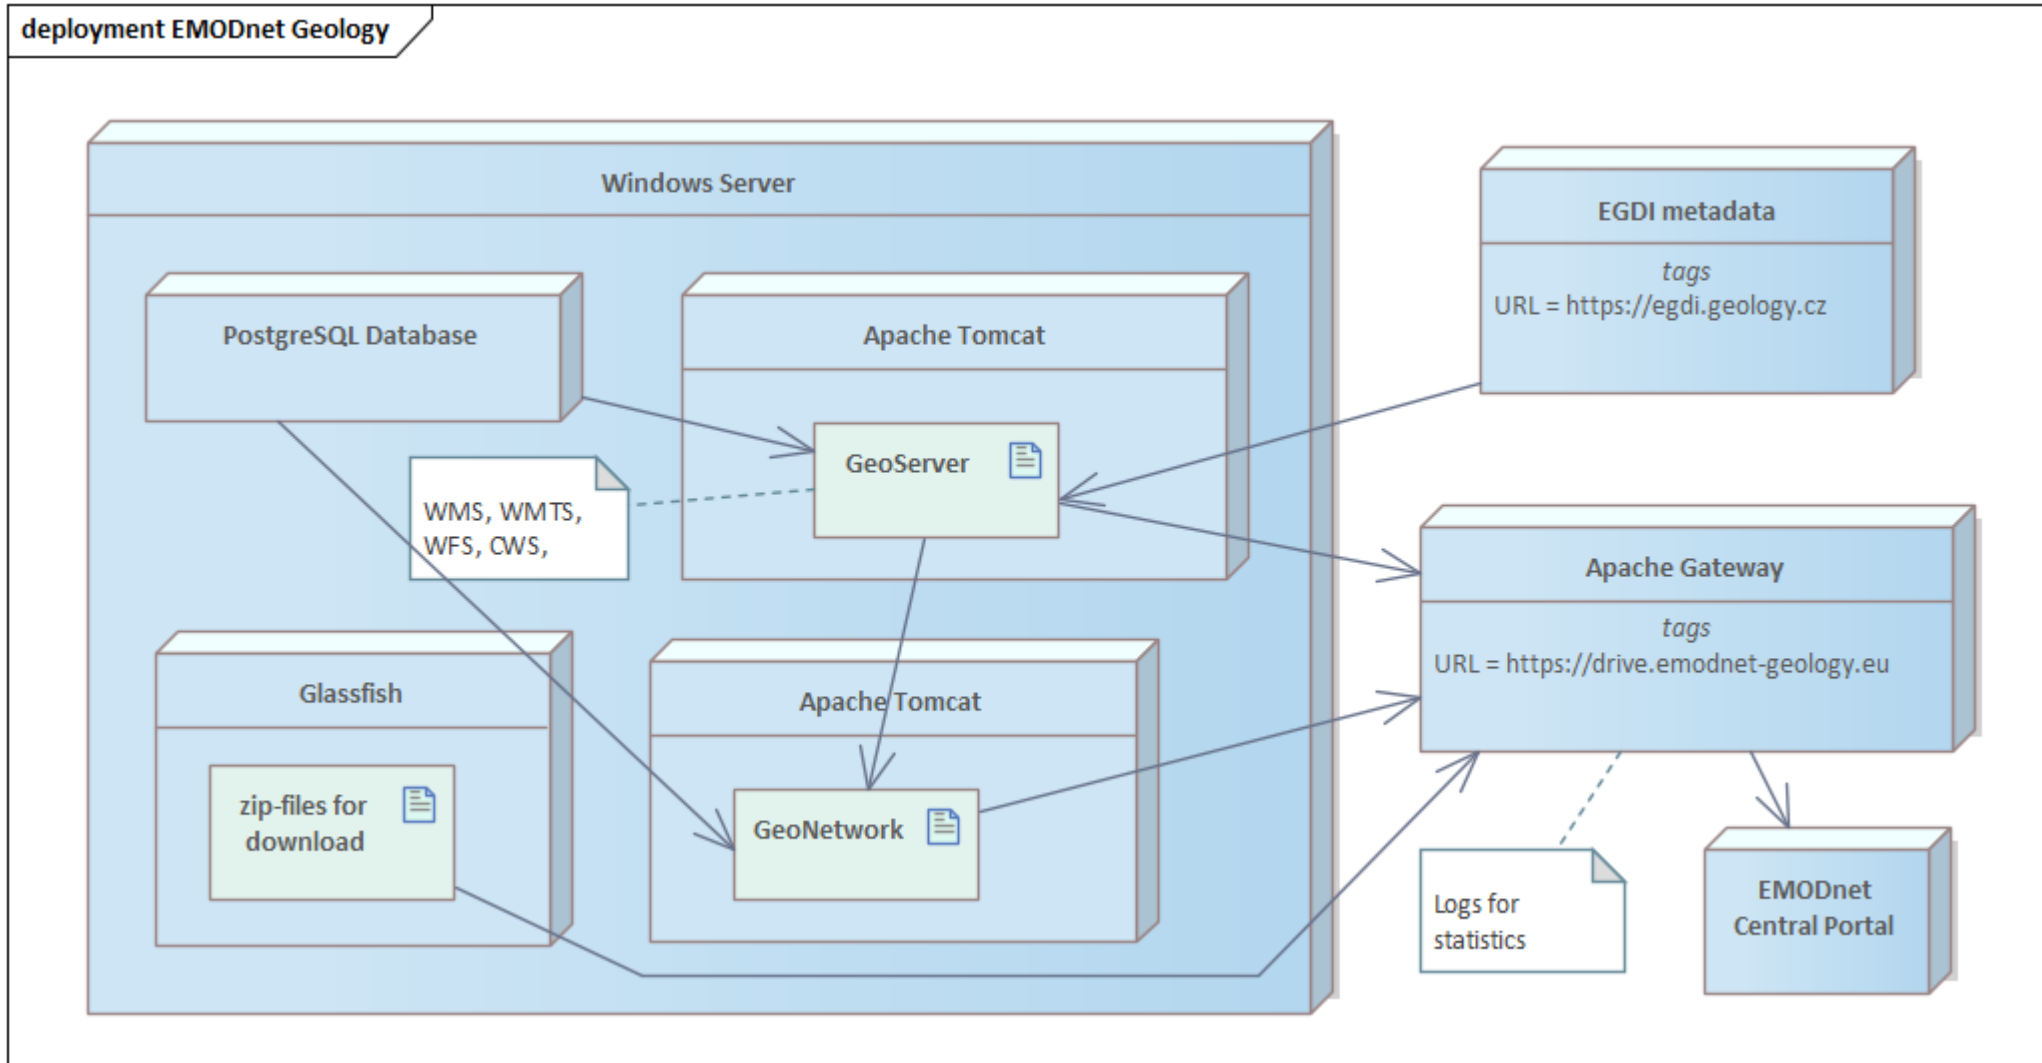 deployment EMODnet Geology
Windows Server
EGDI metadata
tags
URL = https://egdi.geology.cz
PostgreSQL Database
Apache Tomcat
GeoServer
WMS, WMTS,
WFS, CWS,
Apache Gateway
tags
URL = https://drive.emodnet-geology.eu
Glassfish
zip-files for
download
Apache Tomcat
GeoNetwork
Logs for
statistics
EMODnet
Central Portal